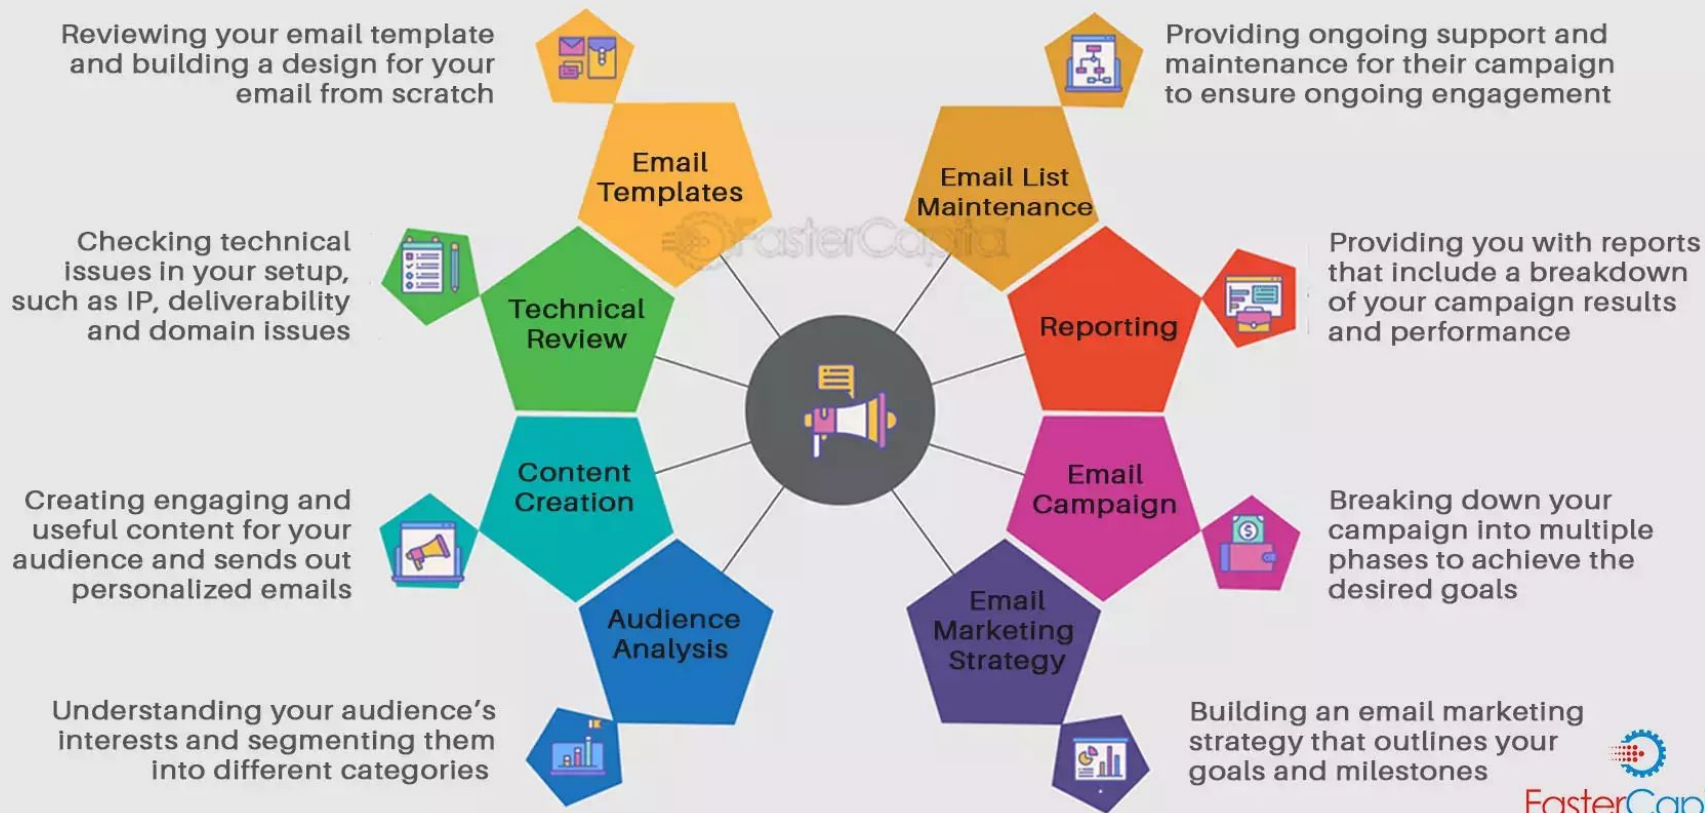 Reviewing your email template
and building a design for your
email from scratch
Email
Templates
Checking technical
issues in your setup,
such as IP, deliverability
and domain issues
Technical
Review
Creating engaging and
useful content for your
audience and sends out
personalized emails
Content
Creation
Understanding your audience's
interests and segmenting them
into different categories
Audience
Analysis
Providing ongoing support and
maintenance for their campaign
to ensure ongoing engagement
Email List
Maintenance
Providing you with reports
that include a breakdown
of your campaign results
and performance
Reporting
Breaking down your
campaign into multiple
phases to achieve the
desired goals
Email
Campaign
Building an email marketing
strategy that outlines your
goals and milestones
Email
Marketing
Strategy
FasterCapital
FasterCap